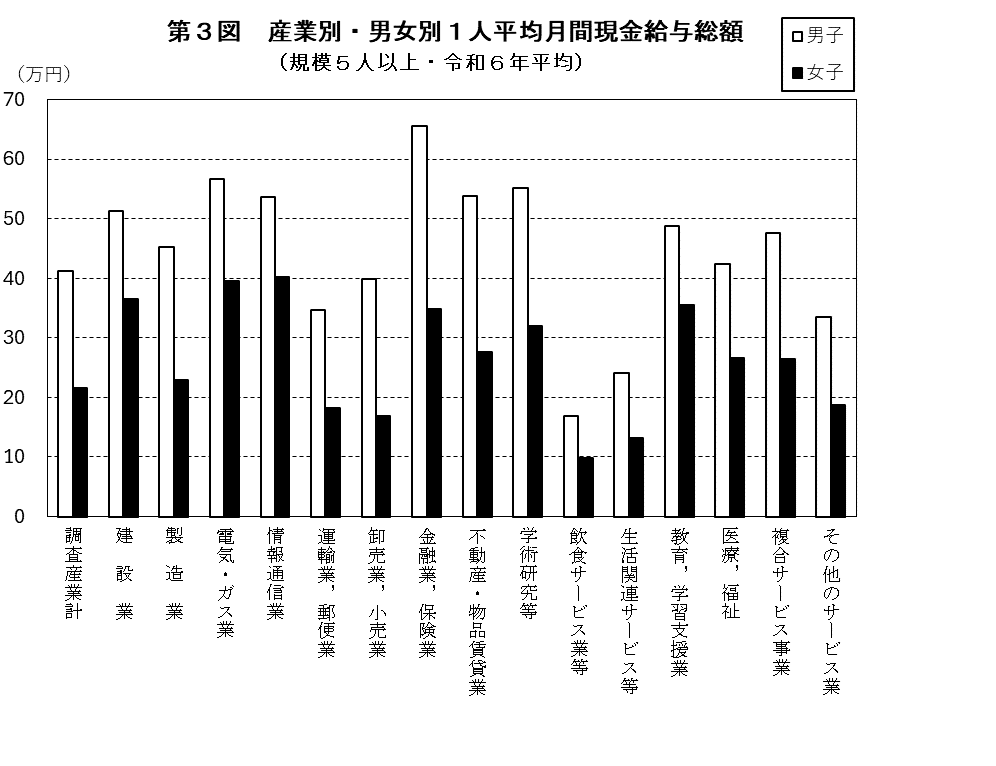 第３図　産業別・男女別１人平均月間現金給与総額
（規模５人以上・令和６年平均）
男子
女子
（万円）
70
60
50
40
30
20
10
0
調査産業計
建設業
製造業
電気・ガス業
情報通信業
運輸業，郵便業
卸売業，小売業
金融業，保険業
不動産・物品賃貸業
学術研究等
飲食サービス業等
生活関連サービス等
教育，学習支援業
医療，福祉
複合サービス事業
その他のサービス業